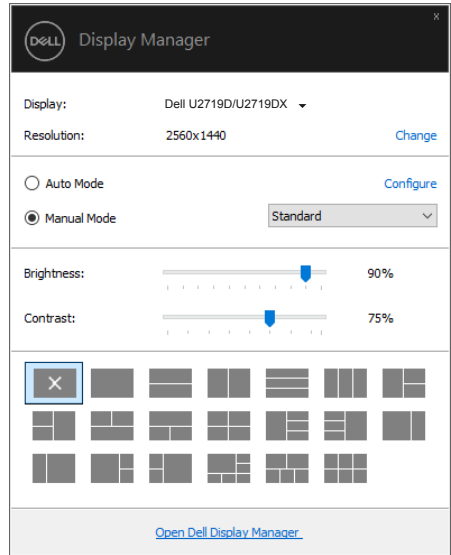 x
DELL Display Manager
Display: Dell U2719D/U2719DX
Resolution: 2560x1440 Change
Auto Mode Configure
Manual Mode Standard
Brightness: 90%
Contrast: 75%
Open Dell Display Manager